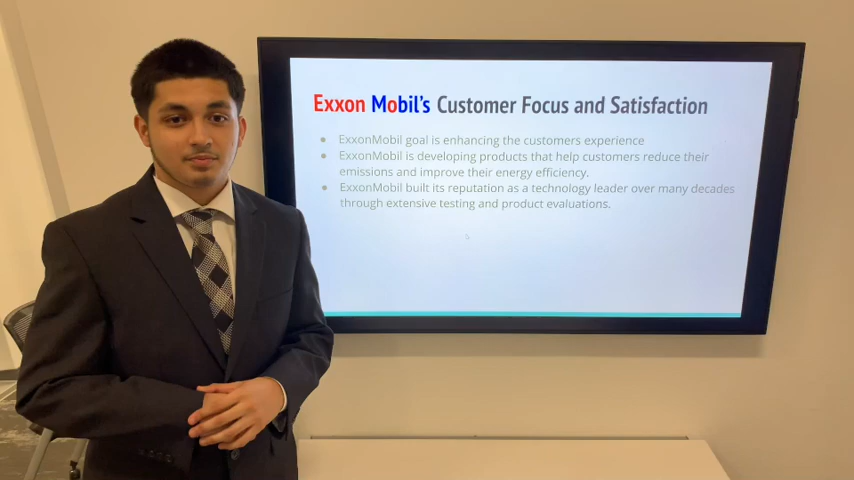 Exxon Mobil's Customer Focus and Satisfaction
● ExxonMobil goal is enhancing the customers experience
● ExxonMobil is developing products that help customers reduce their
emissions and improve their energy efficiency.
● ExxonMobil built its reputation as a technology leader over many decades
through extensive testing and product evaluations.